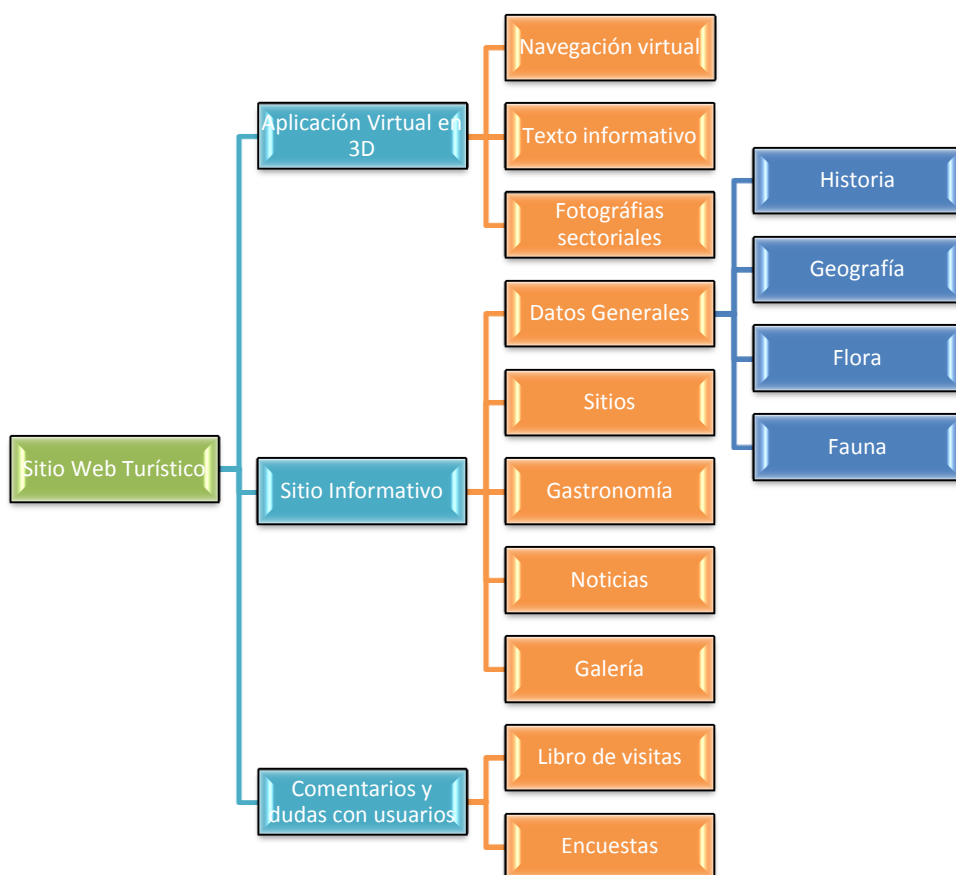 Sitio Web Turístico
Aplicación Virtual en
3D
Navegación virtual
Texto informativo
Fotográfias
sectoriales
Sitio Informativo
Datos Generales
Historia
Geografía
Flora
Fauna
Sitios
Gastronomía
Noticias
Galería
Comentarios y
dudas con usuarios
Libro de visitas
Encuestas